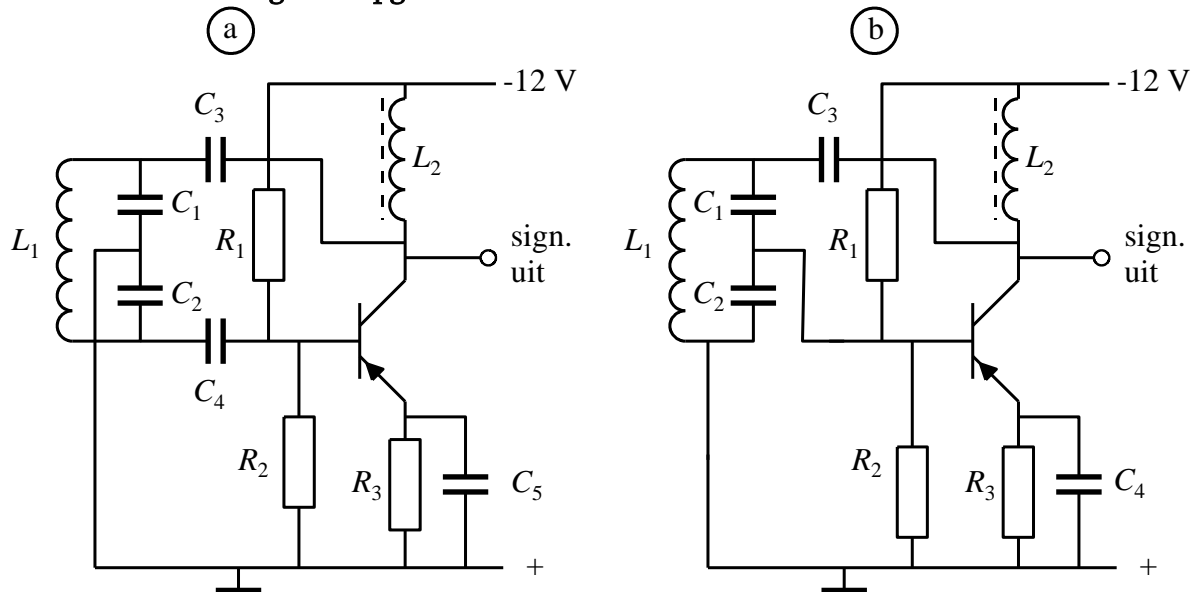 a
b
-12 V
-12 V
C3
C3
L2
L2
C1
C1
L1
R1
L1
R1
sign.
uit
sign.
uit
C2
C2
C4
R2
R3
C5
R2
R3
C4
+
+